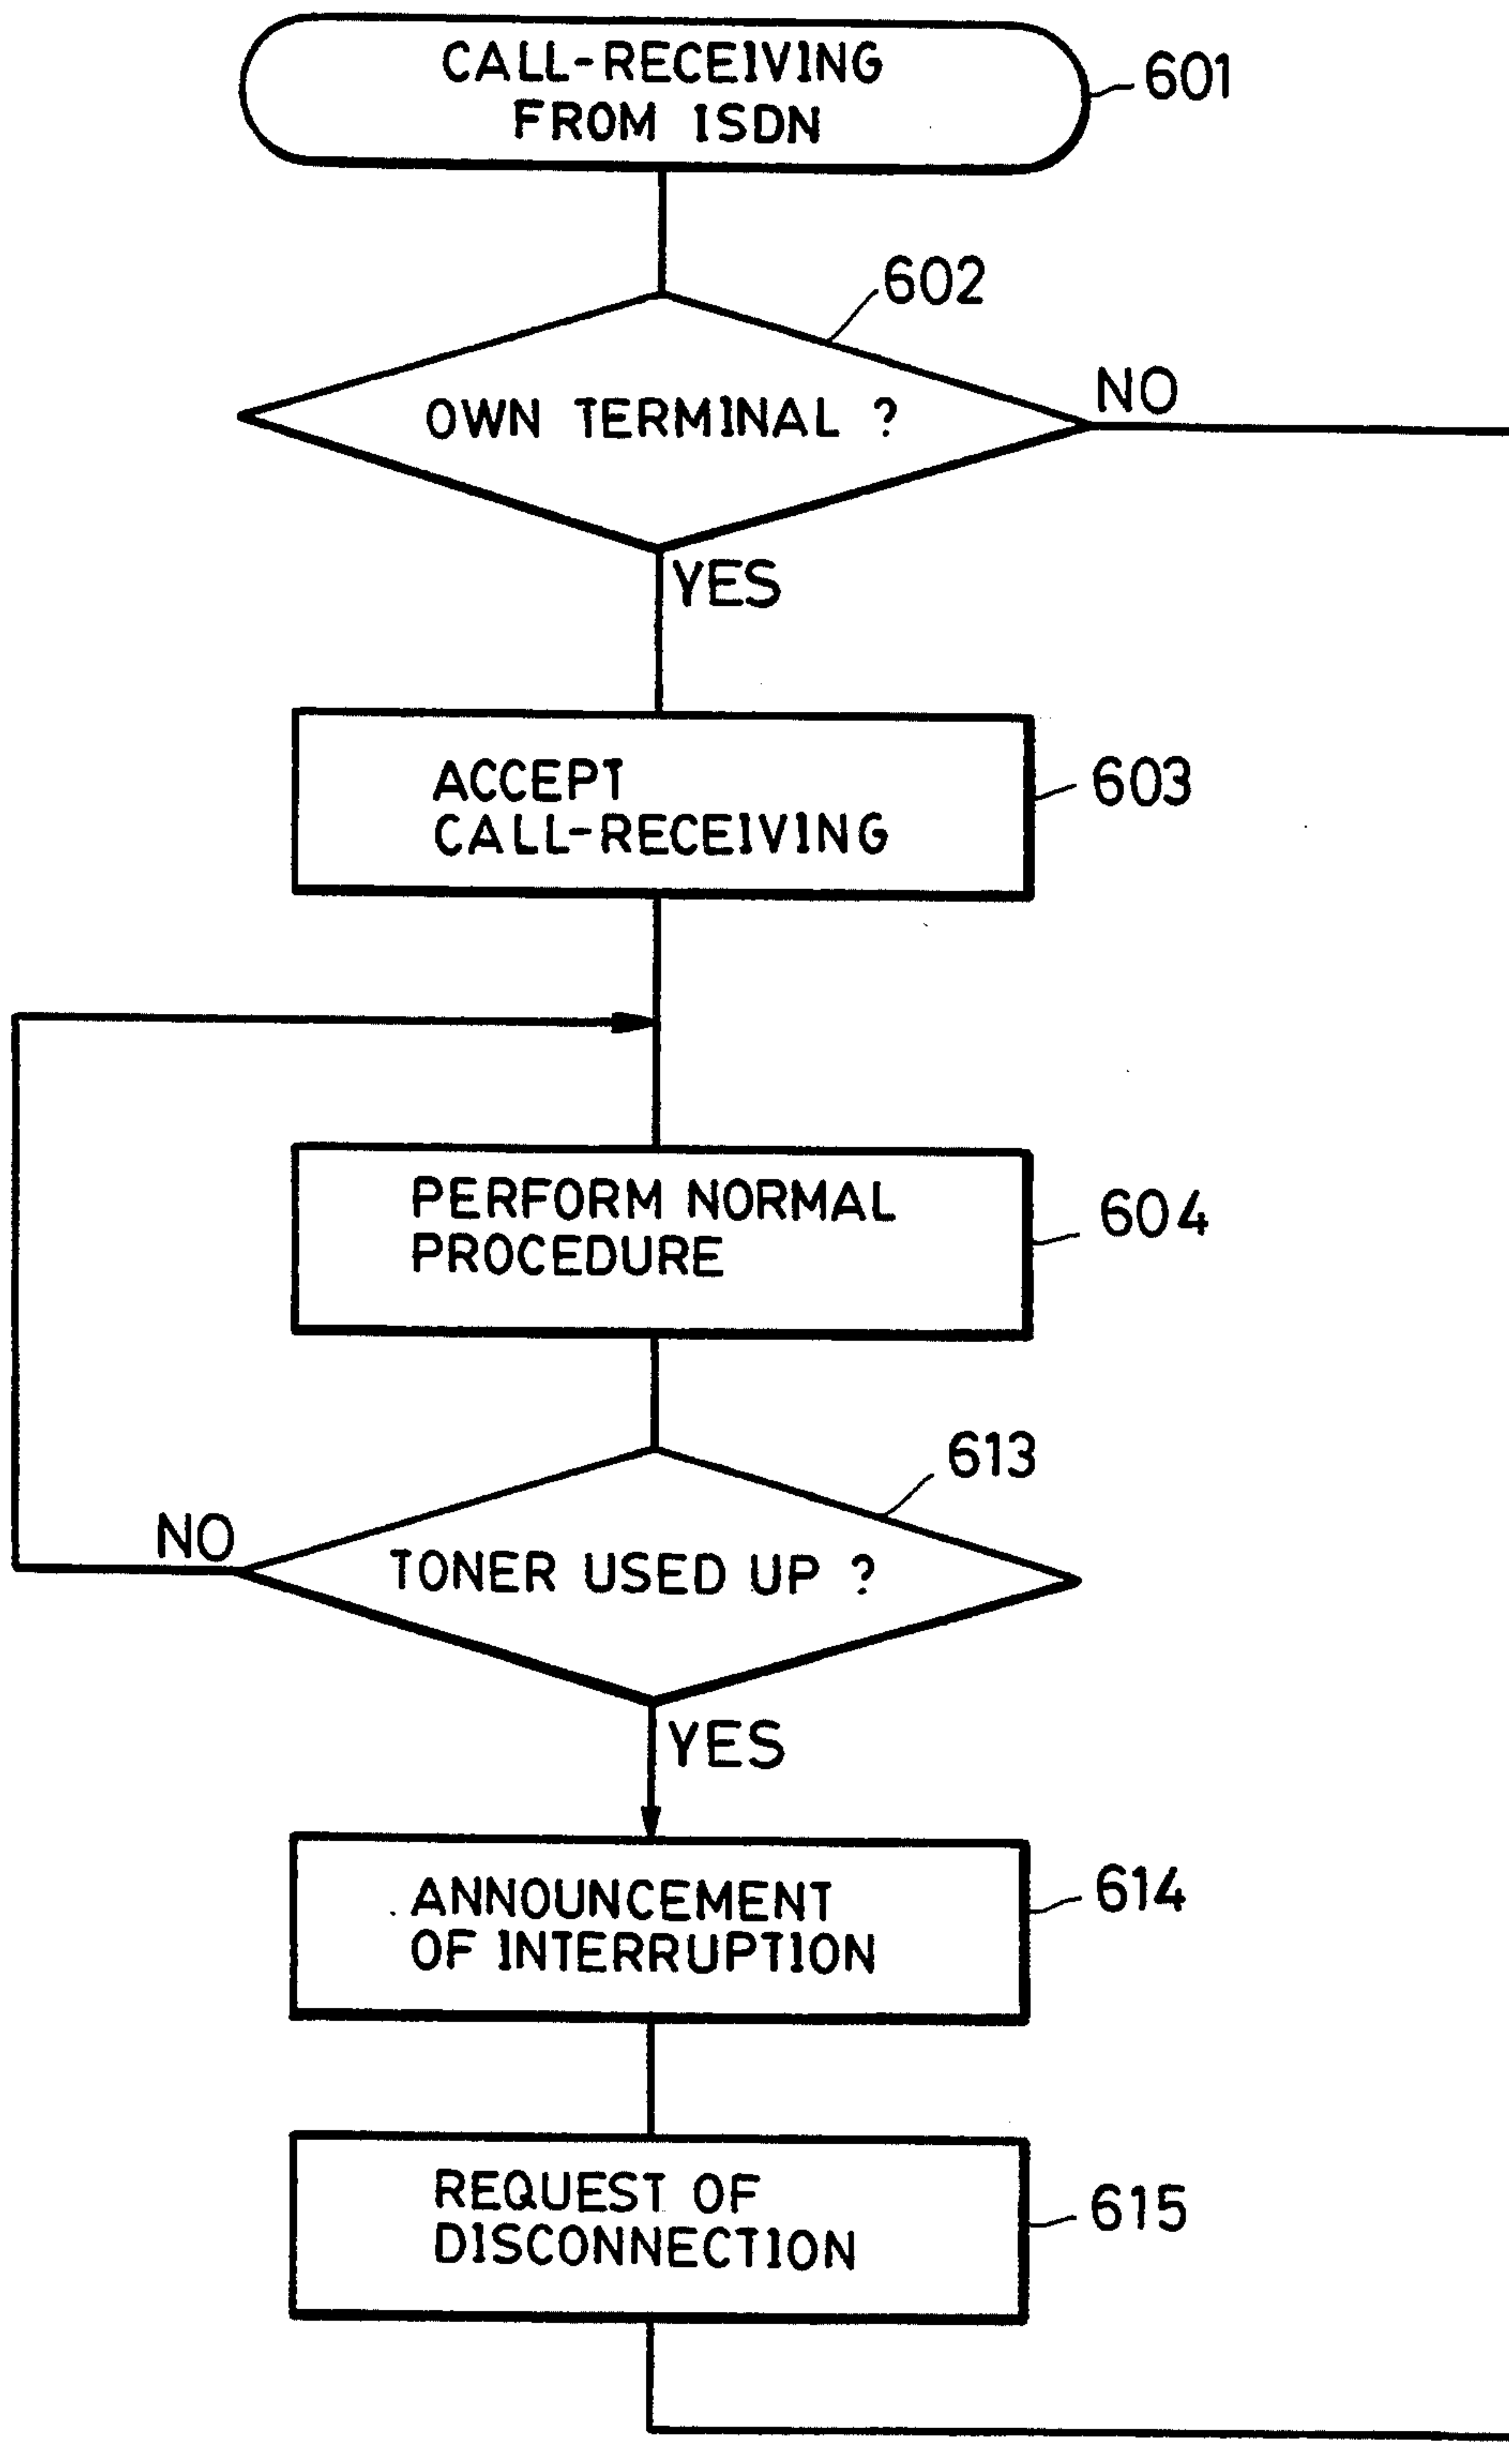 CALL-RECEIVING
FROM ISDN
601
602
OWN TERMINAL ?
NO
YES
ACCEPT
CALL-RECEIVING
603
PERFORM NORMAL
PROCEDURE
604
613
NO
TONER USED UP ?
YES
ANNOUNCEMENT
OF INTERRUPTION
614
REQUEST OF
DISCONNECTION
615